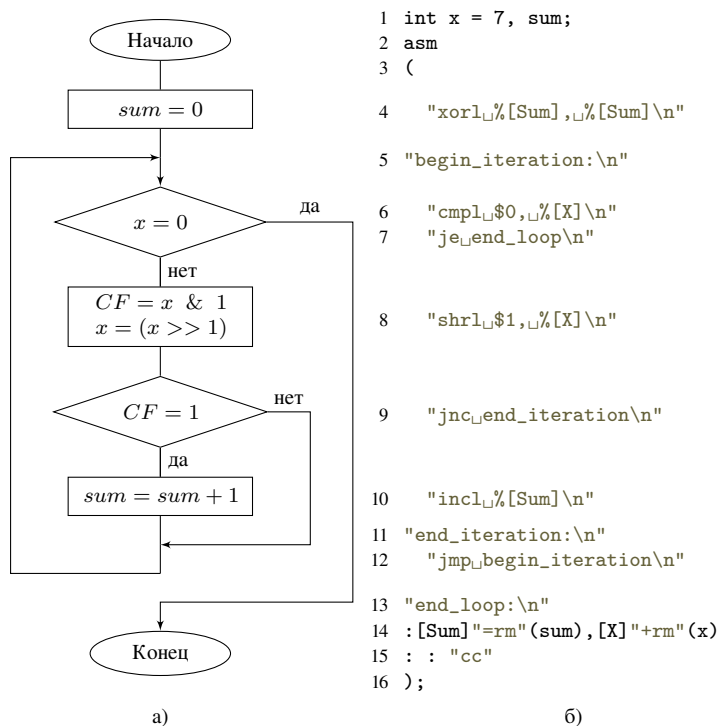 Начало
sum = 0
x = 0
да
нет
CF = x & 1
x = (x >> 1)
CF = 1
нет
да
sum = sum + 1
Конец
а)
1 int x = 7, sum;
2 asm
3 (
4 "xorl␣%[Sum],␣%[Sum]\n"
5 "begin_iteration:\n"
6 "cmpl␣$0,␣%[X]\n"
7 "je␣end_loop\n"
8 "shrl␣$1,␣%[X]\n"
9 "jnc␣end_iteration\n"
10 "incl␣%[Sum]\n"
11 "end_iteration:\n"
12 "jmp␣begin_iteration\n"
13 "end_loop:\n"
14 :[Sum]"=rm"(sum),[X]"+rm"(x)
15 : : "cc"
16 );
б)